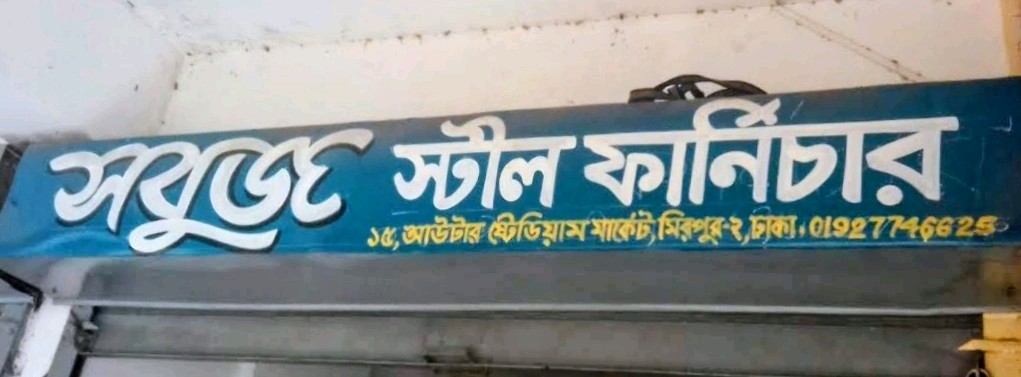 সবুজ স্টীল ফার্নিচার
১৫, আউটার ষ্টেডিয়াম মার্কেট, মিরপুর-২, ঢাকা। 01927746625